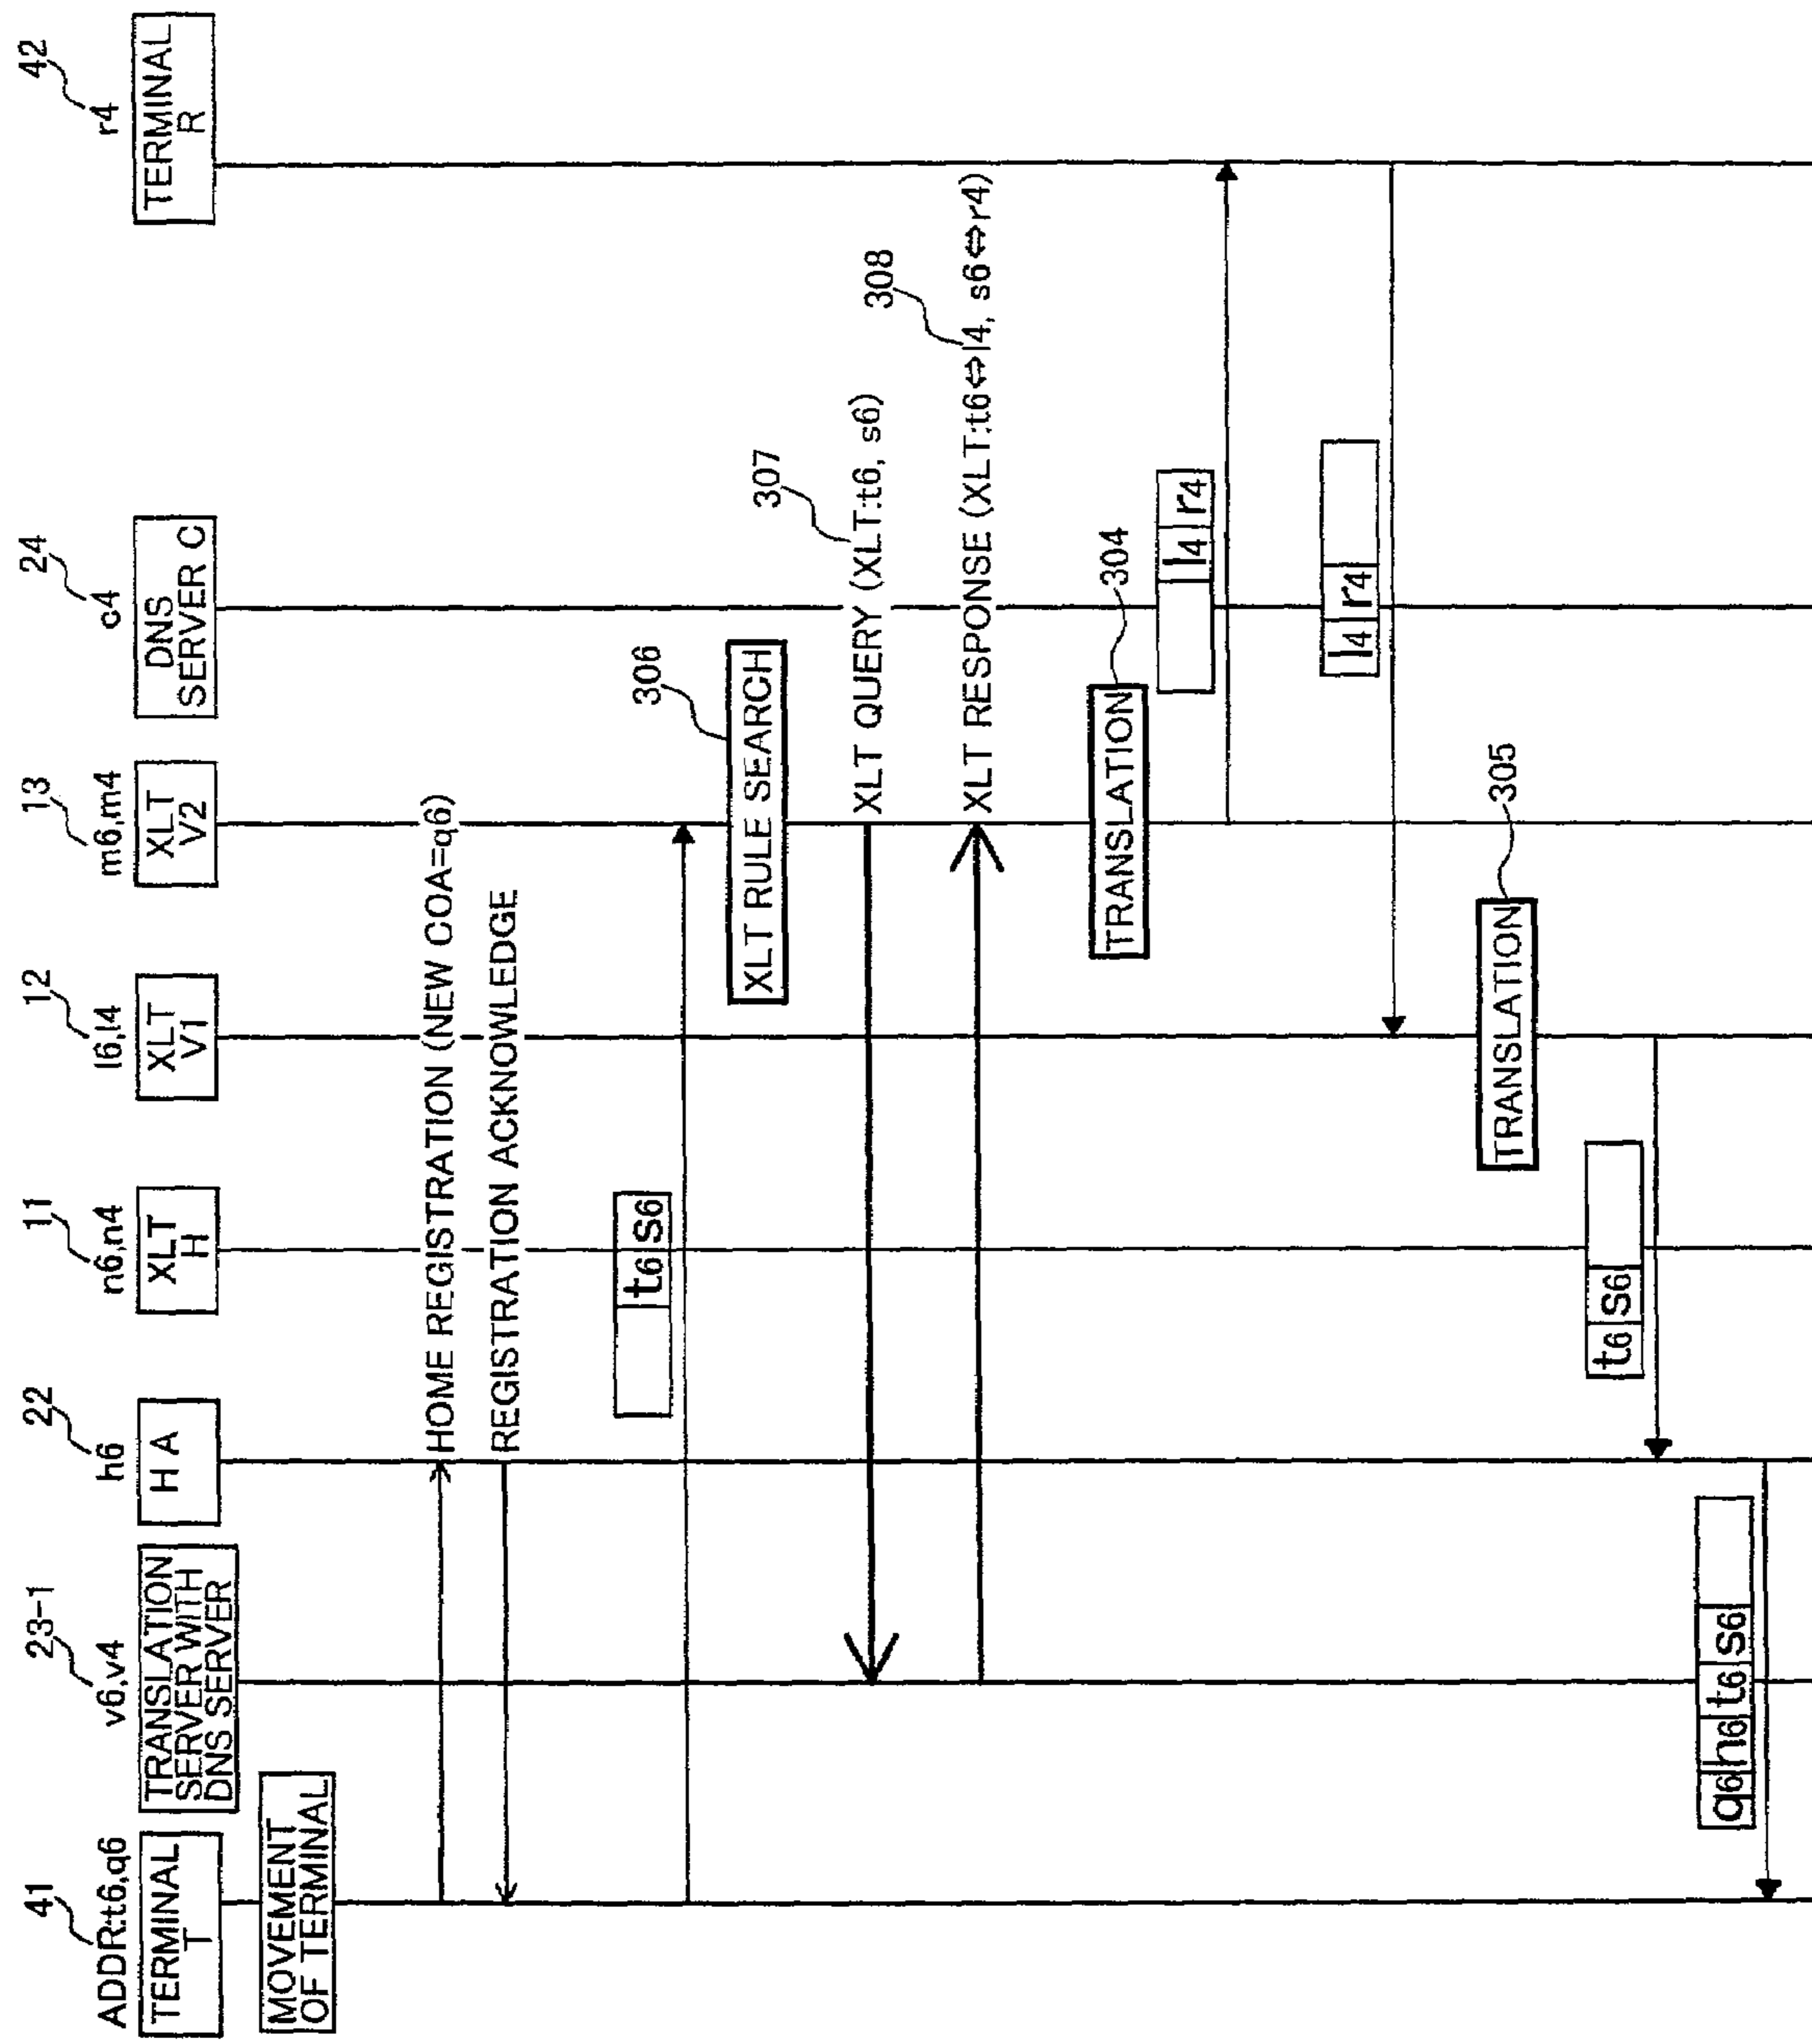 41
ADDR:t6,q6
TERMINAL
T
23-1
v6,v4
TRANSLATION
SERVER WITH
DNS SERVER
22
h6
H A
11
n6,n4
XLT
H
12
l6,l4
XLT
V1
13
m6,m4
XLT
V2
24
c4
DNS
SERVER C
42
r4
TERMINAL
R
MOVEMENT
OF TERMINAL
HOME REGISTRATION (NEW COA=q6)
REGISTRATION ACKNOWLEDGE
t6 s6
306
XLT RULE SEARCH
307
XLT QUERY (XLT:t6, s6)
308
XLT RESPONSE (XLT:t6⇔l4, s6⇔r4)
304
TRANSLATION
l4 r4
l4 r4
305
TRANSLATION
t6 s6
q6 h6 t6 s6